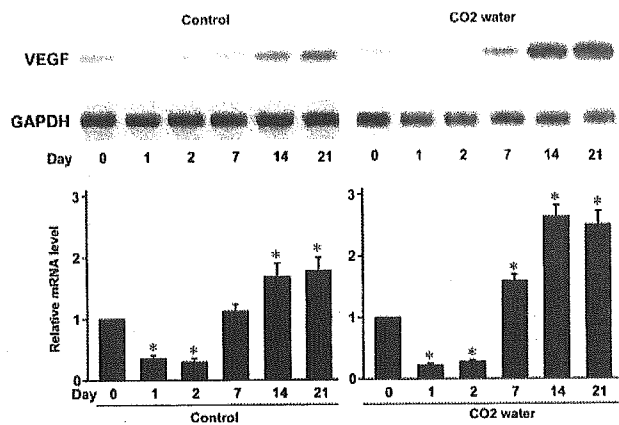 Control
CO2 water
VEGF
GAPDH
Day 0 1 2 7 14 21 0 1 2 7 14 21
Relative mRNA level
3
2
1
0
* * * *
Day 0 1 2 7 14 21
Control
3
2
1
0
* * * * *
0 1 2 7 14 21
CO2 water